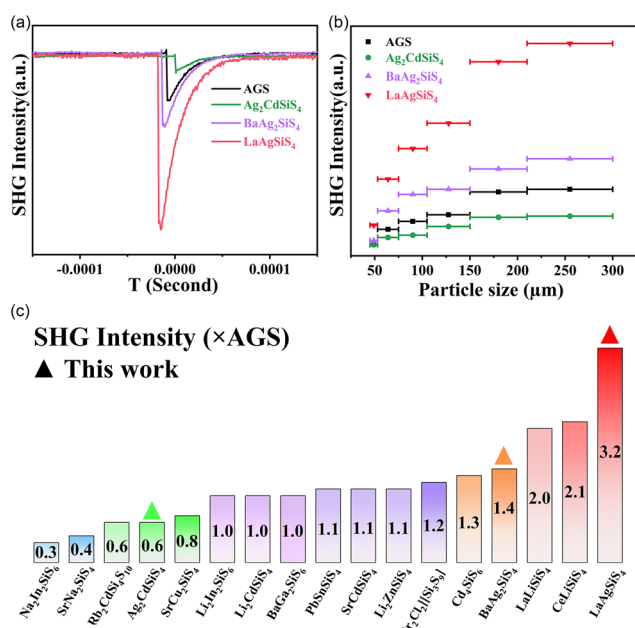 (a)
SHG Intensity(a.u.)
AGS
Ag₂CdSiS₄
BaAg₂SiS₄
LaAgSiS₄
-0.0001 0.0000 0.0001
T (Second)
(b)
SHG Intensity(a.u.)
AGS
Ag₂CdSiS₄
BaAg₂SiS₄
LaAgSiS₄
50 100 150 200 250 300
Particle size (μm)
(c)
SHG Intensity (×AGS)
▲ This work
0.3 0.4 0.6 0.6 0.8 1.0 1.0 1.0 1.1 1.1 1.1 1.2 1.3 1.4 2.0 2.1 3.2
Na₂In₂SiS₆
SrNa₂SiS₄
Rb₂CdSi₄S₁₀
Ag₂CdSiS₄
SrCu₂SiS₄
Li₂In₂SiS₆
Li₂CdSiS₄
BaGa₂SiS₆
PbSnSiS₄
SrCdSiS₄
Li₂ZnSiS₄
r₂Cl₂][Si₃S₉]
Cd₄SiS₆
BaAg₂SiS₄
LaLiSiS₄
CeLiSiS₄
LaAgSiS₄